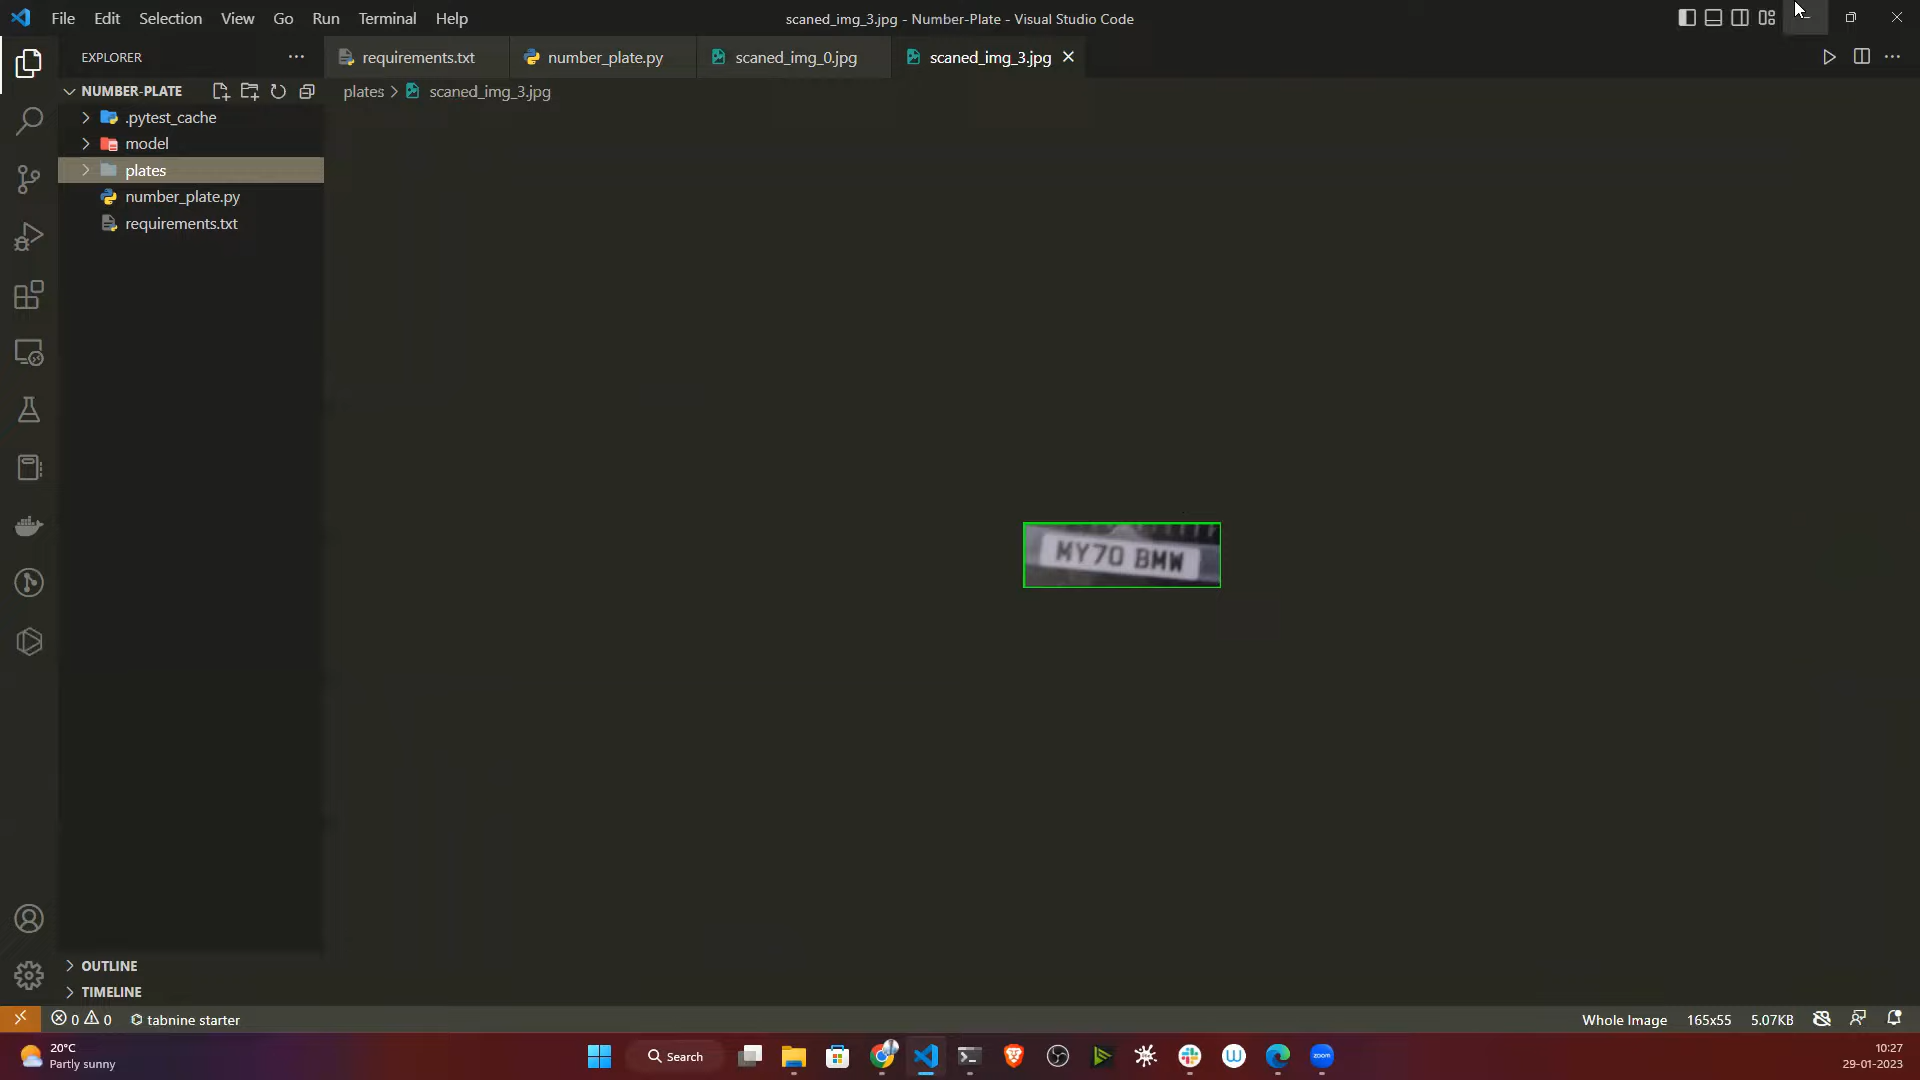 File Edit Selection View Go Run Terminal Help
scaned_img_3.jpg - Number-Plate - Visual Studio Code
EXPLORER
requirements.txt
number_plate.py
scaned_img_0.jpg
scaned_img_3.jpg
NUMBER-PLATE
plates > scaned_img_3.jpg
.pytest_cache
model
plates
number_plate.py
requirements.txt
MY70 BMW
OUTLINE
TIMELINE
0 0 tabnine starter
Whole Image 165x55 5.07KB
20°C
Partly sunny
Search
zoom
10:27
29-01-2023